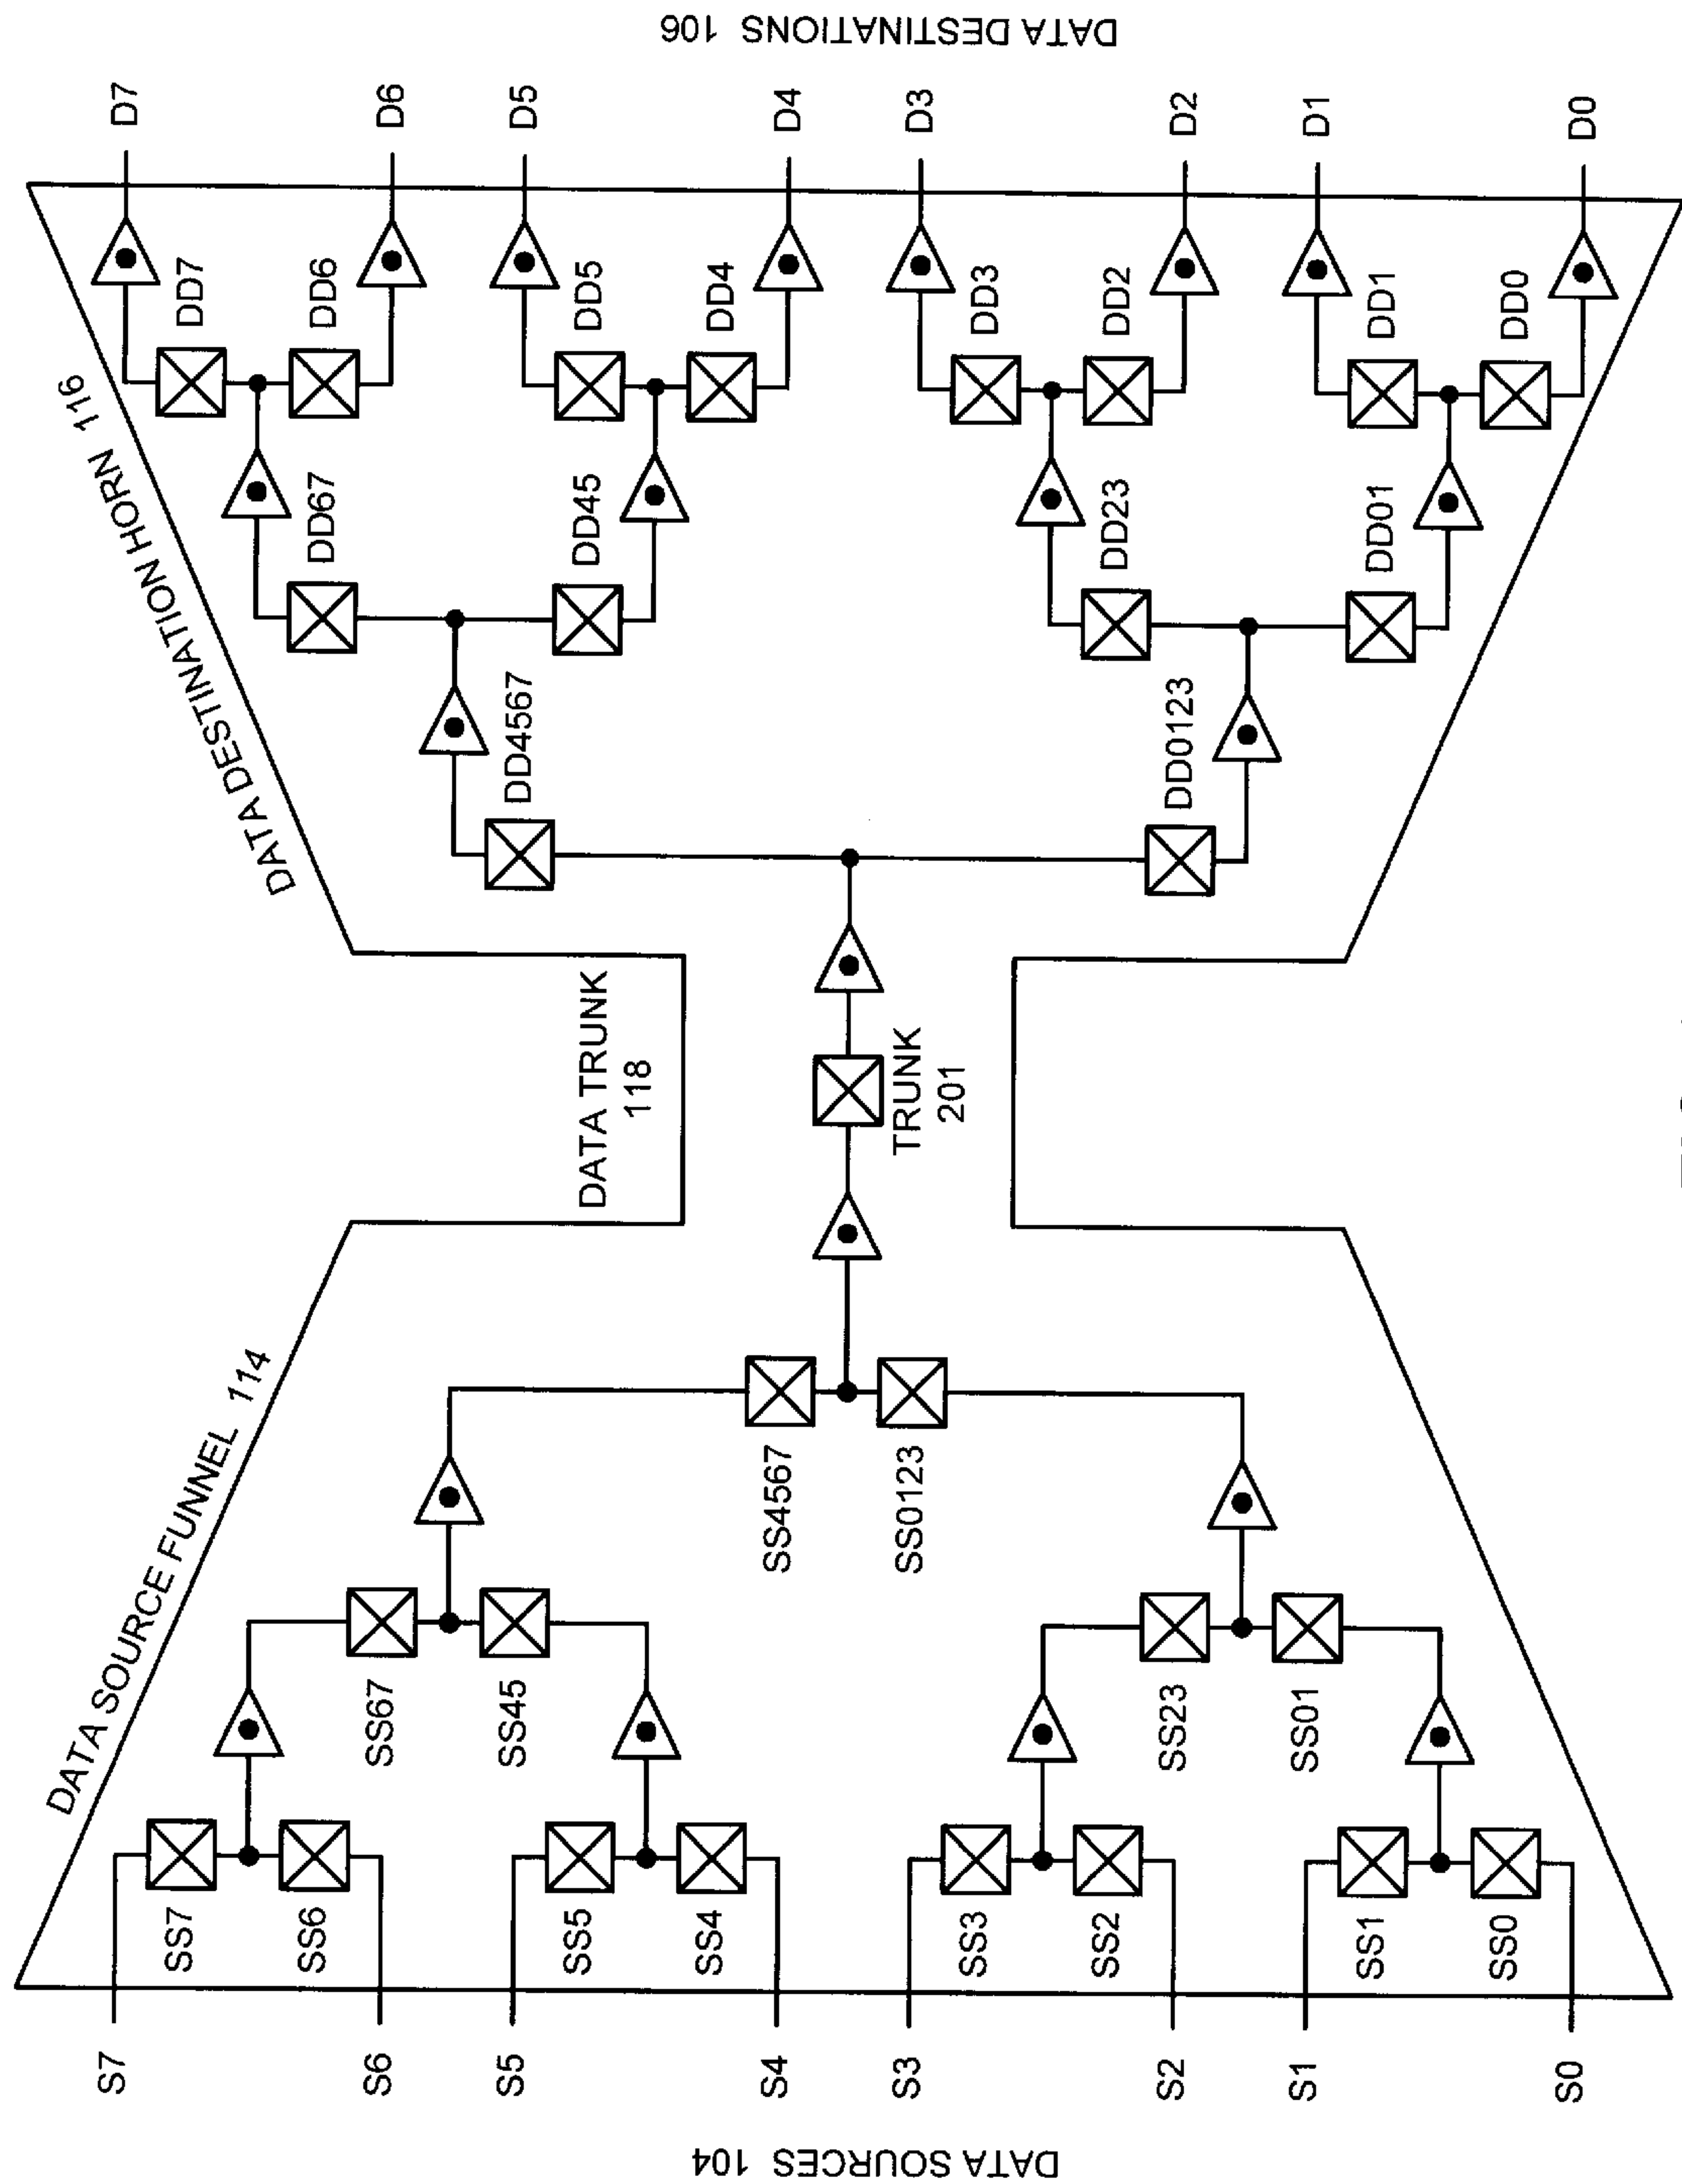 DATA SOURCES 104
S7
S6
S5
S4
S3
S2
S1
S0
DATA SOURCE FUNNEL 114
SS7
SS6
SS5
SS4
SS3
SS2
SS1
SS0
SS67
SS45
SS23
SS01
SS4567
SS0123
DATA TRUNK
118
TRUNK
201
DATA DESTINATION HORN 116
DD4567
DD0123
DD67
DD45
DD23
DD01
DD7
DD6
DD5
DD4
DD3
DD2
DD1
DD0
D7
D6
D5
D4
D3
D2
D1
D0
DATA DESTINATIONS 106